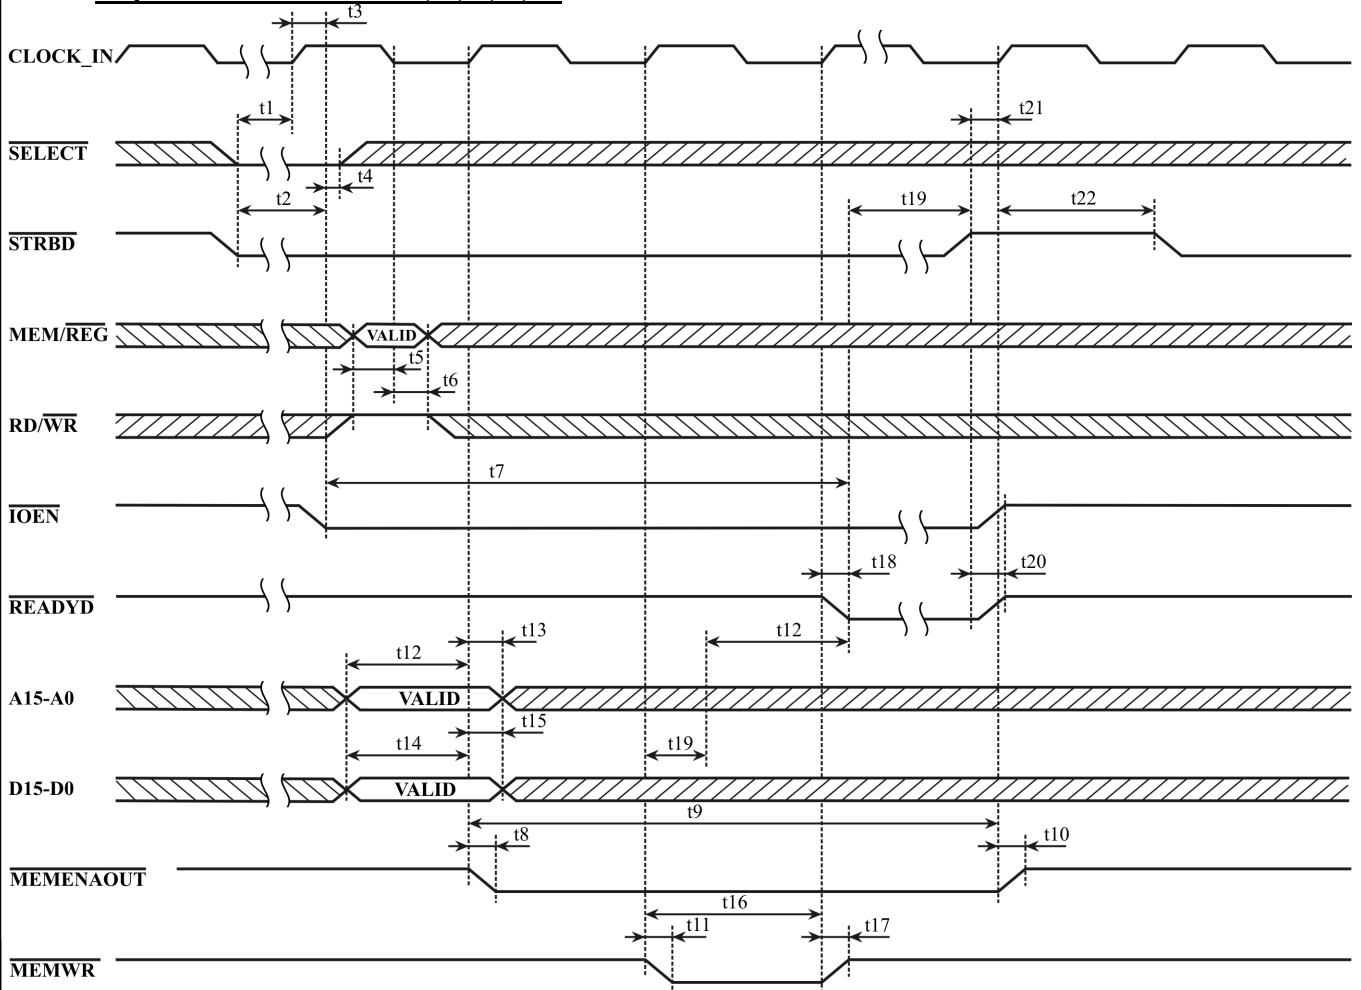 t3
CLOCK_IN
t1
t21
SELECT
t4
t2
t19
t22
STRBD
MEM/REG
VALID
t5
t6
RD/WR
t7
IOEN
t18
t20
READYD
t13
t12
t12
A15-A0
VALID
t15
t14
t19
D15-D0
VALID
t9
t8
t10
MEMENAOUT
t16
t11
t17
MEMWR